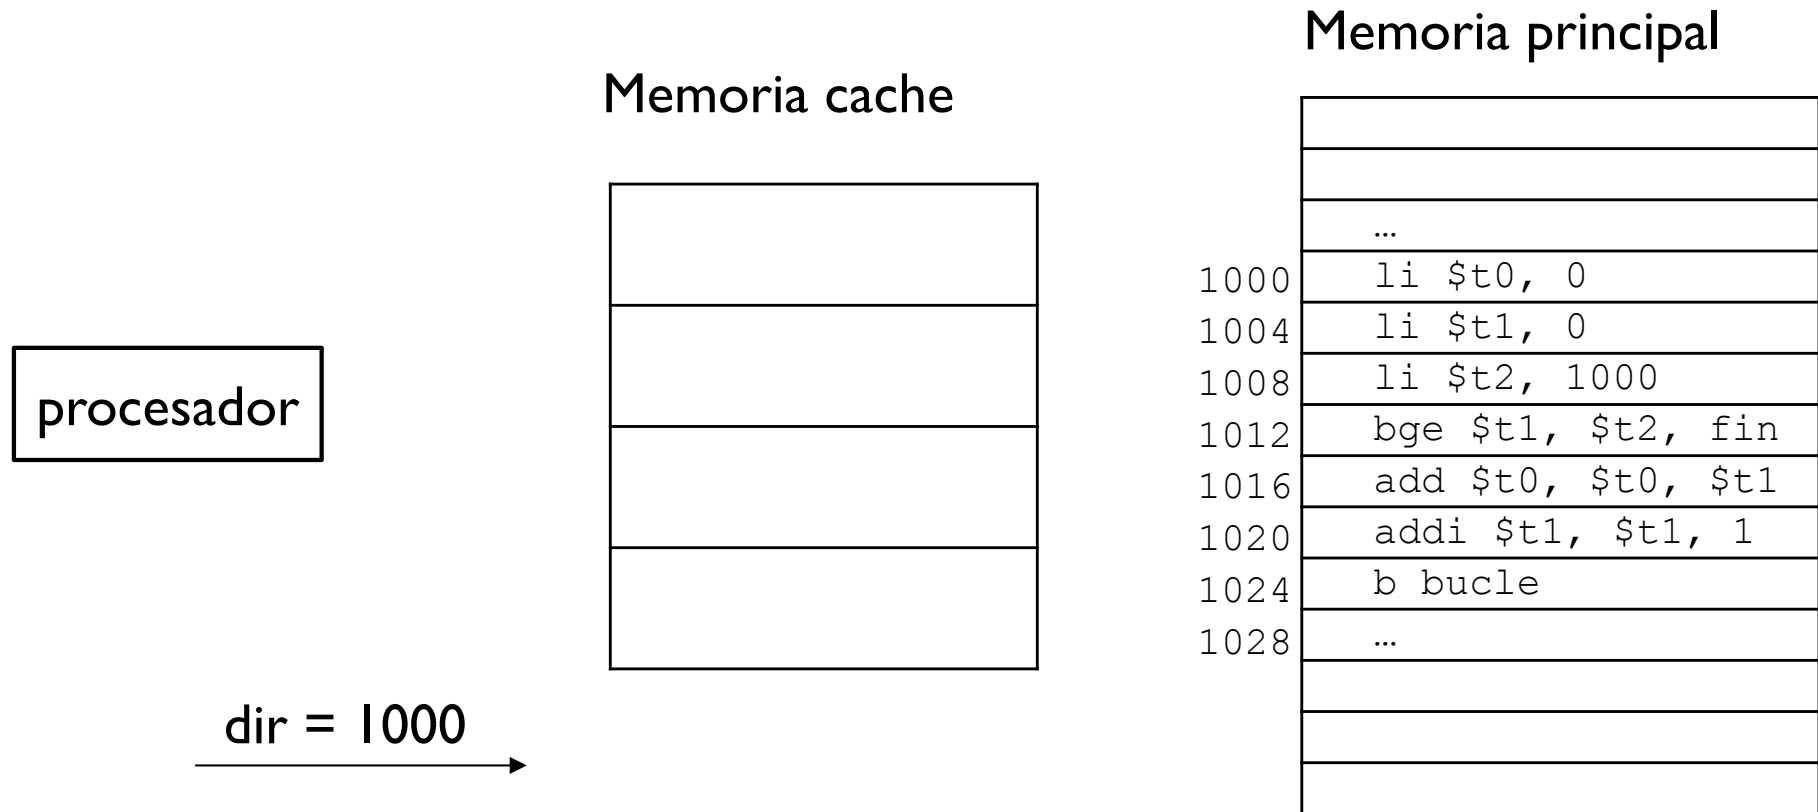 Memoria principal
Memoria cache
…
1000 li $t0, 0
1004 li $t1, 0
1008 li $t2, 1000
procesador
1012 bge $t1, $t2, fin
1016 add $t0, $t0, $t1
1020 addi $t1, $t1, 1
1024 b bucle
1028 …
dir = 1000